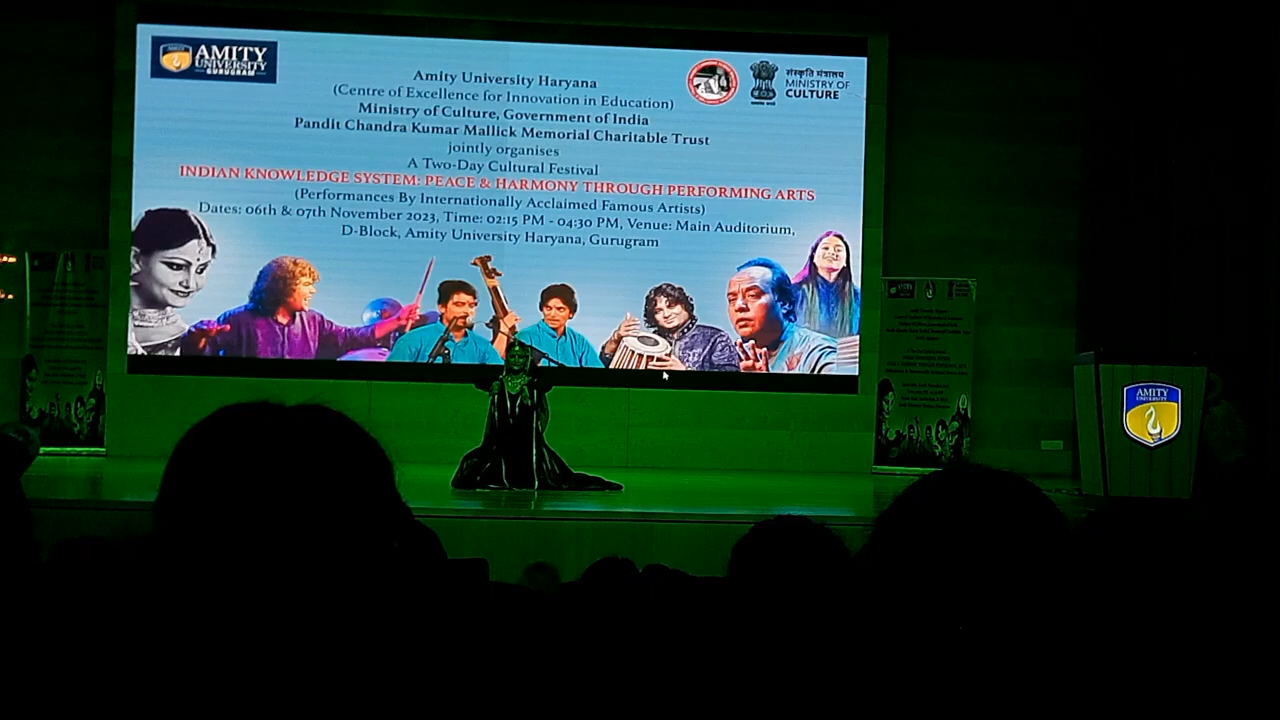 AMITY
UNIVERSITY
GURUGRAM
संस्कृति मंत्रालय
MINISTRY OF
CULTURE
Amity University Haryana
(Centre of Excellence for Innovation in Education)
Ministry of Culture, Government of India
Pandit Chandra Kumar Mallick Memorial Charitable Trust
jointly organises
A Two-Day Cultural Festival
INDIAN KNOWLEDGE SYSTEM: PEACE & HARMONY THROUGH PERFORMING ARTS
(Performances By Internationally Acclaimed Famous Artists)
Dates: 06th & 07th November 2023, Time: 02:15 PM - 04:30 PM, Venue: Main Auditorium,
D-Block, Amity University Haryana, Gurugram
AMITY
UNIVERSITY